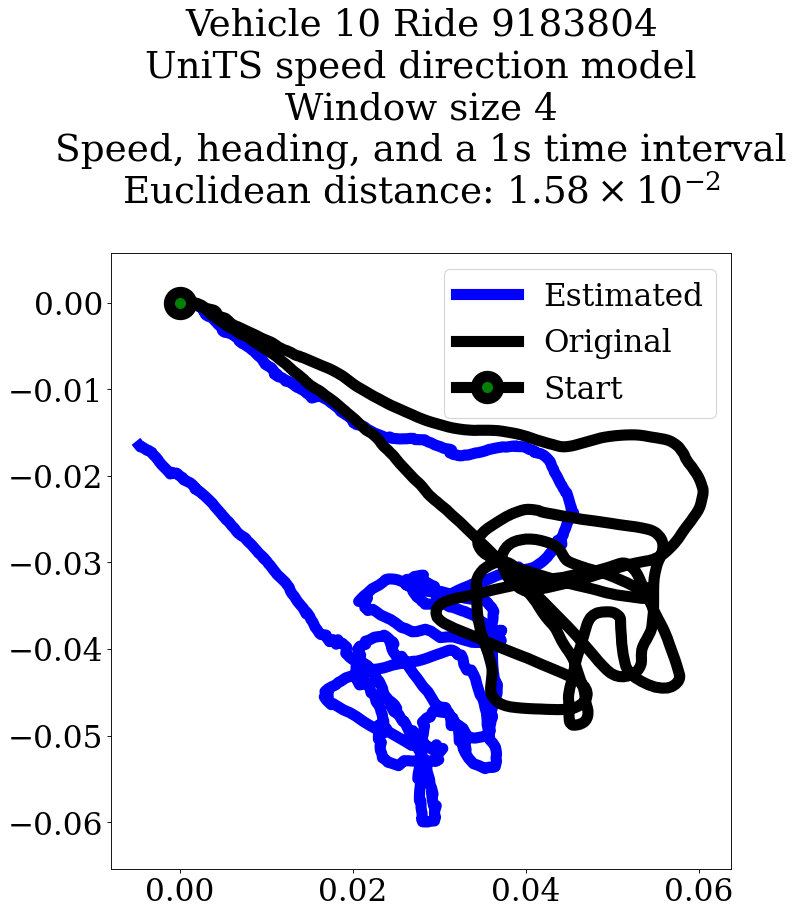 Vehicle 10 Ride 9183804
UniTS speed direction model
Window size 4
Speed, heading, and a 1s time interval
Euclidean distance: 1.58 × 10⁻²
Estimated
Original
Start
0.00
−0.01
−0.02
−0.03
−0.04
−0.05
−0.06
0.00 0.02 0.04 0.06